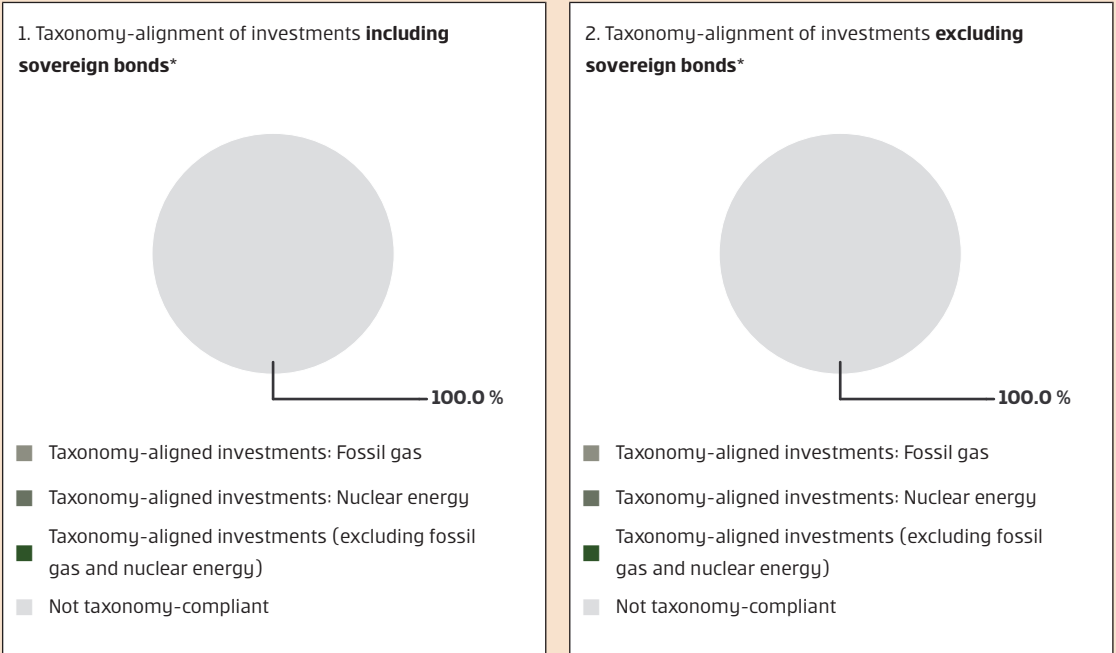 1. Taxonomy-alignment of investments including
sovereign bonds*
100.0 %
Taxonomy-aligned investments: Fossil gas
Taxonomy-aligned investments: Nuclear energy
Taxonomy-aligned investments (excluding fossil
gas and nuclear energy)
Not taxonomy-compliant
2. Taxonomy-alignment of investments excluding
sovereign bonds*
100.0 %
Taxonomy-aligned investments: Fossil gas
Taxonomy-aligned investments: Nuclear energy
Taxonomy-aligned investments (excluding fossil
gas and nuclear energy)
Not taxonomy-compliant